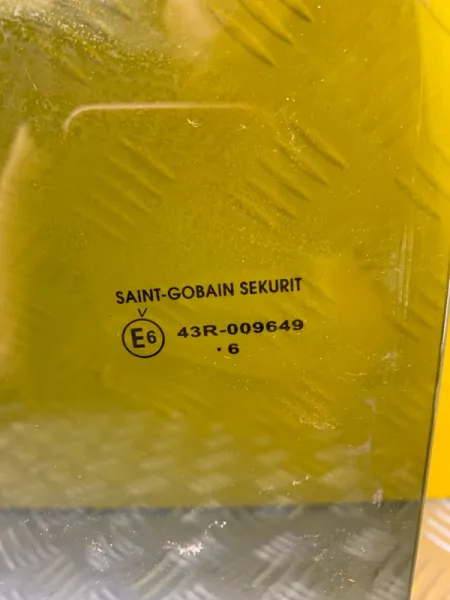 SAINT-GOBAIN SEKURIT
V
E6 43R-009649
·6